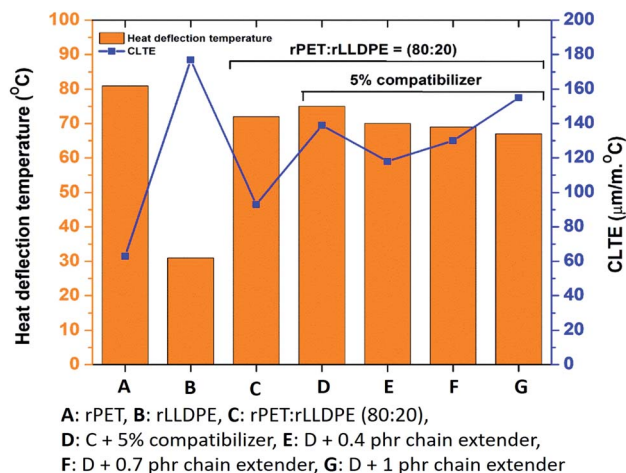 Heat deflection temperature
CLTE
rPET:rLLDPE = (80:20)
5% compatibilizer
Heat deflection temperature (°C)
100
90
80
70
60
50
40
30
20
10
0
CLTE (µm/m.°C)
200
180
160
140
120
100
80
60
40
20
0
A B C D E F G
A: rPET, B: rLLDPE, C: rPET:rLLDPE (80:20),
D: C + 5% compatibilizer, E: D + 0.4 phr chain extender,
F: D + 0.7 phr chain extender, G: D + 1 phr chain extender